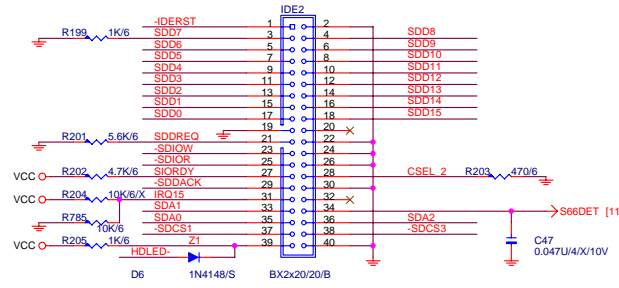 IDE2
-IDERST 1 2
R199 1K/6 SDD7 3 4 SDD8
SDD6 5 6 SDD9
SDD5 7 8 SDD10
SDD4 9 10 SDD11
SDD3 11 12 SDD12
SDD2 13 14 SDD13
SDD1 15 16 SDD14
SDD0 17 18 SDD15
19 20
R201 5.6K/6 SDDREQ 21 22
-SDIOW 23 24
-SDIOR 25 26
VCC R202 4.7K/6 SIORDY 27 28 CSEL_2 R203 470/6
-SDDACK 29 30
VCC R204 10K/6/X IRQ15 31 32
SDA1 33 34 S66DET [11
R785 10K/6 SDA0 35 36 SDA2
-SDCS1 37 38 -SDCS3
VCC R205 1K/6 Z1 39 40
HDLED-
D6 1N4148/S BX2x20/20/B
C47
0.047U/4/X/10V